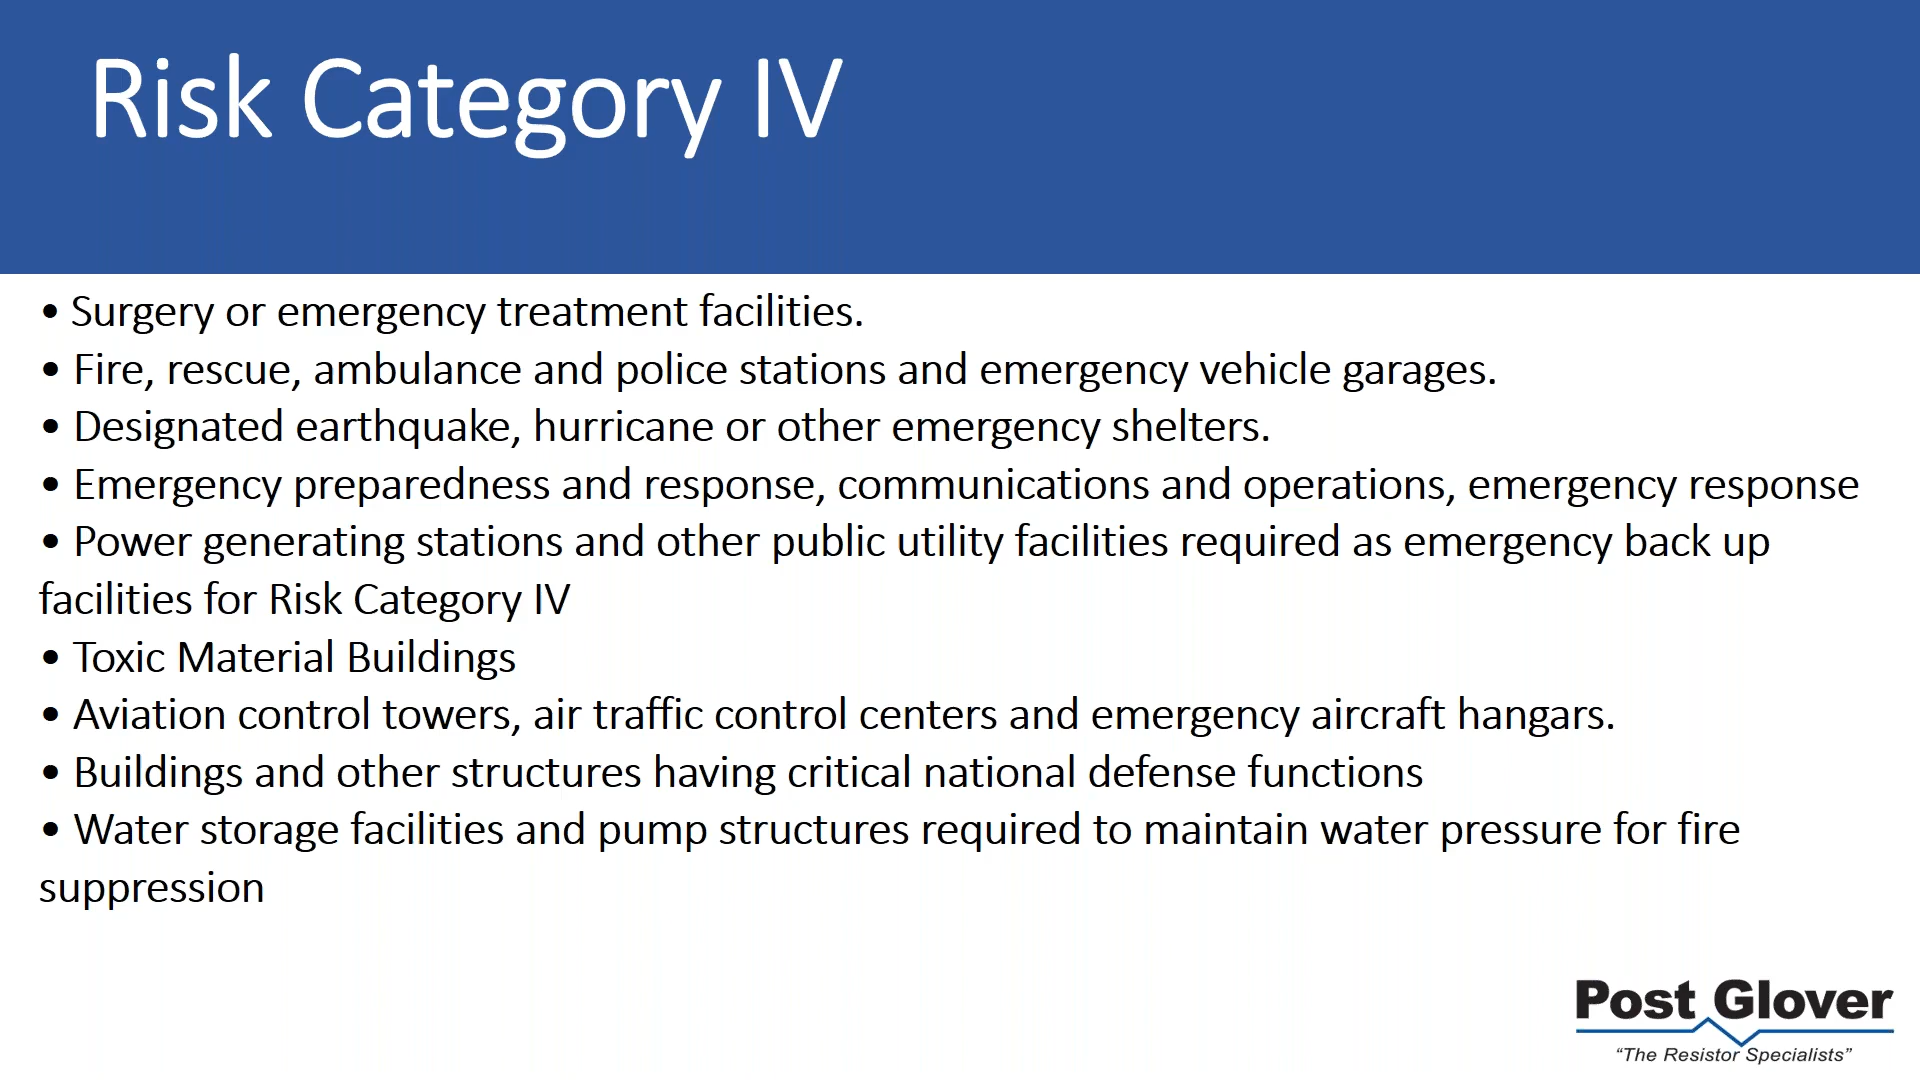 Risk Category IV
• Surgery or emergency treatment facilities.
• Fire, rescue, ambulance and police stations and emergency vehicle garages.
• Designated earthquake, hurricane or other emergency shelters.
• Emergency preparedness and response, communications and operations, emergency response
• Power generating stations and other public utility facilities required as emergency back up
facilities for Risk Category IV
• Toxic Material Buildings
• Aviation control towers, air traffic control centers and emergency aircraft hangars.
• Buildings and other structures having critical national defense functions
• Water storage facilities and pump structures required to maintain water pressure for fire
suppression
Post Glover
“The Resistor Specialists”